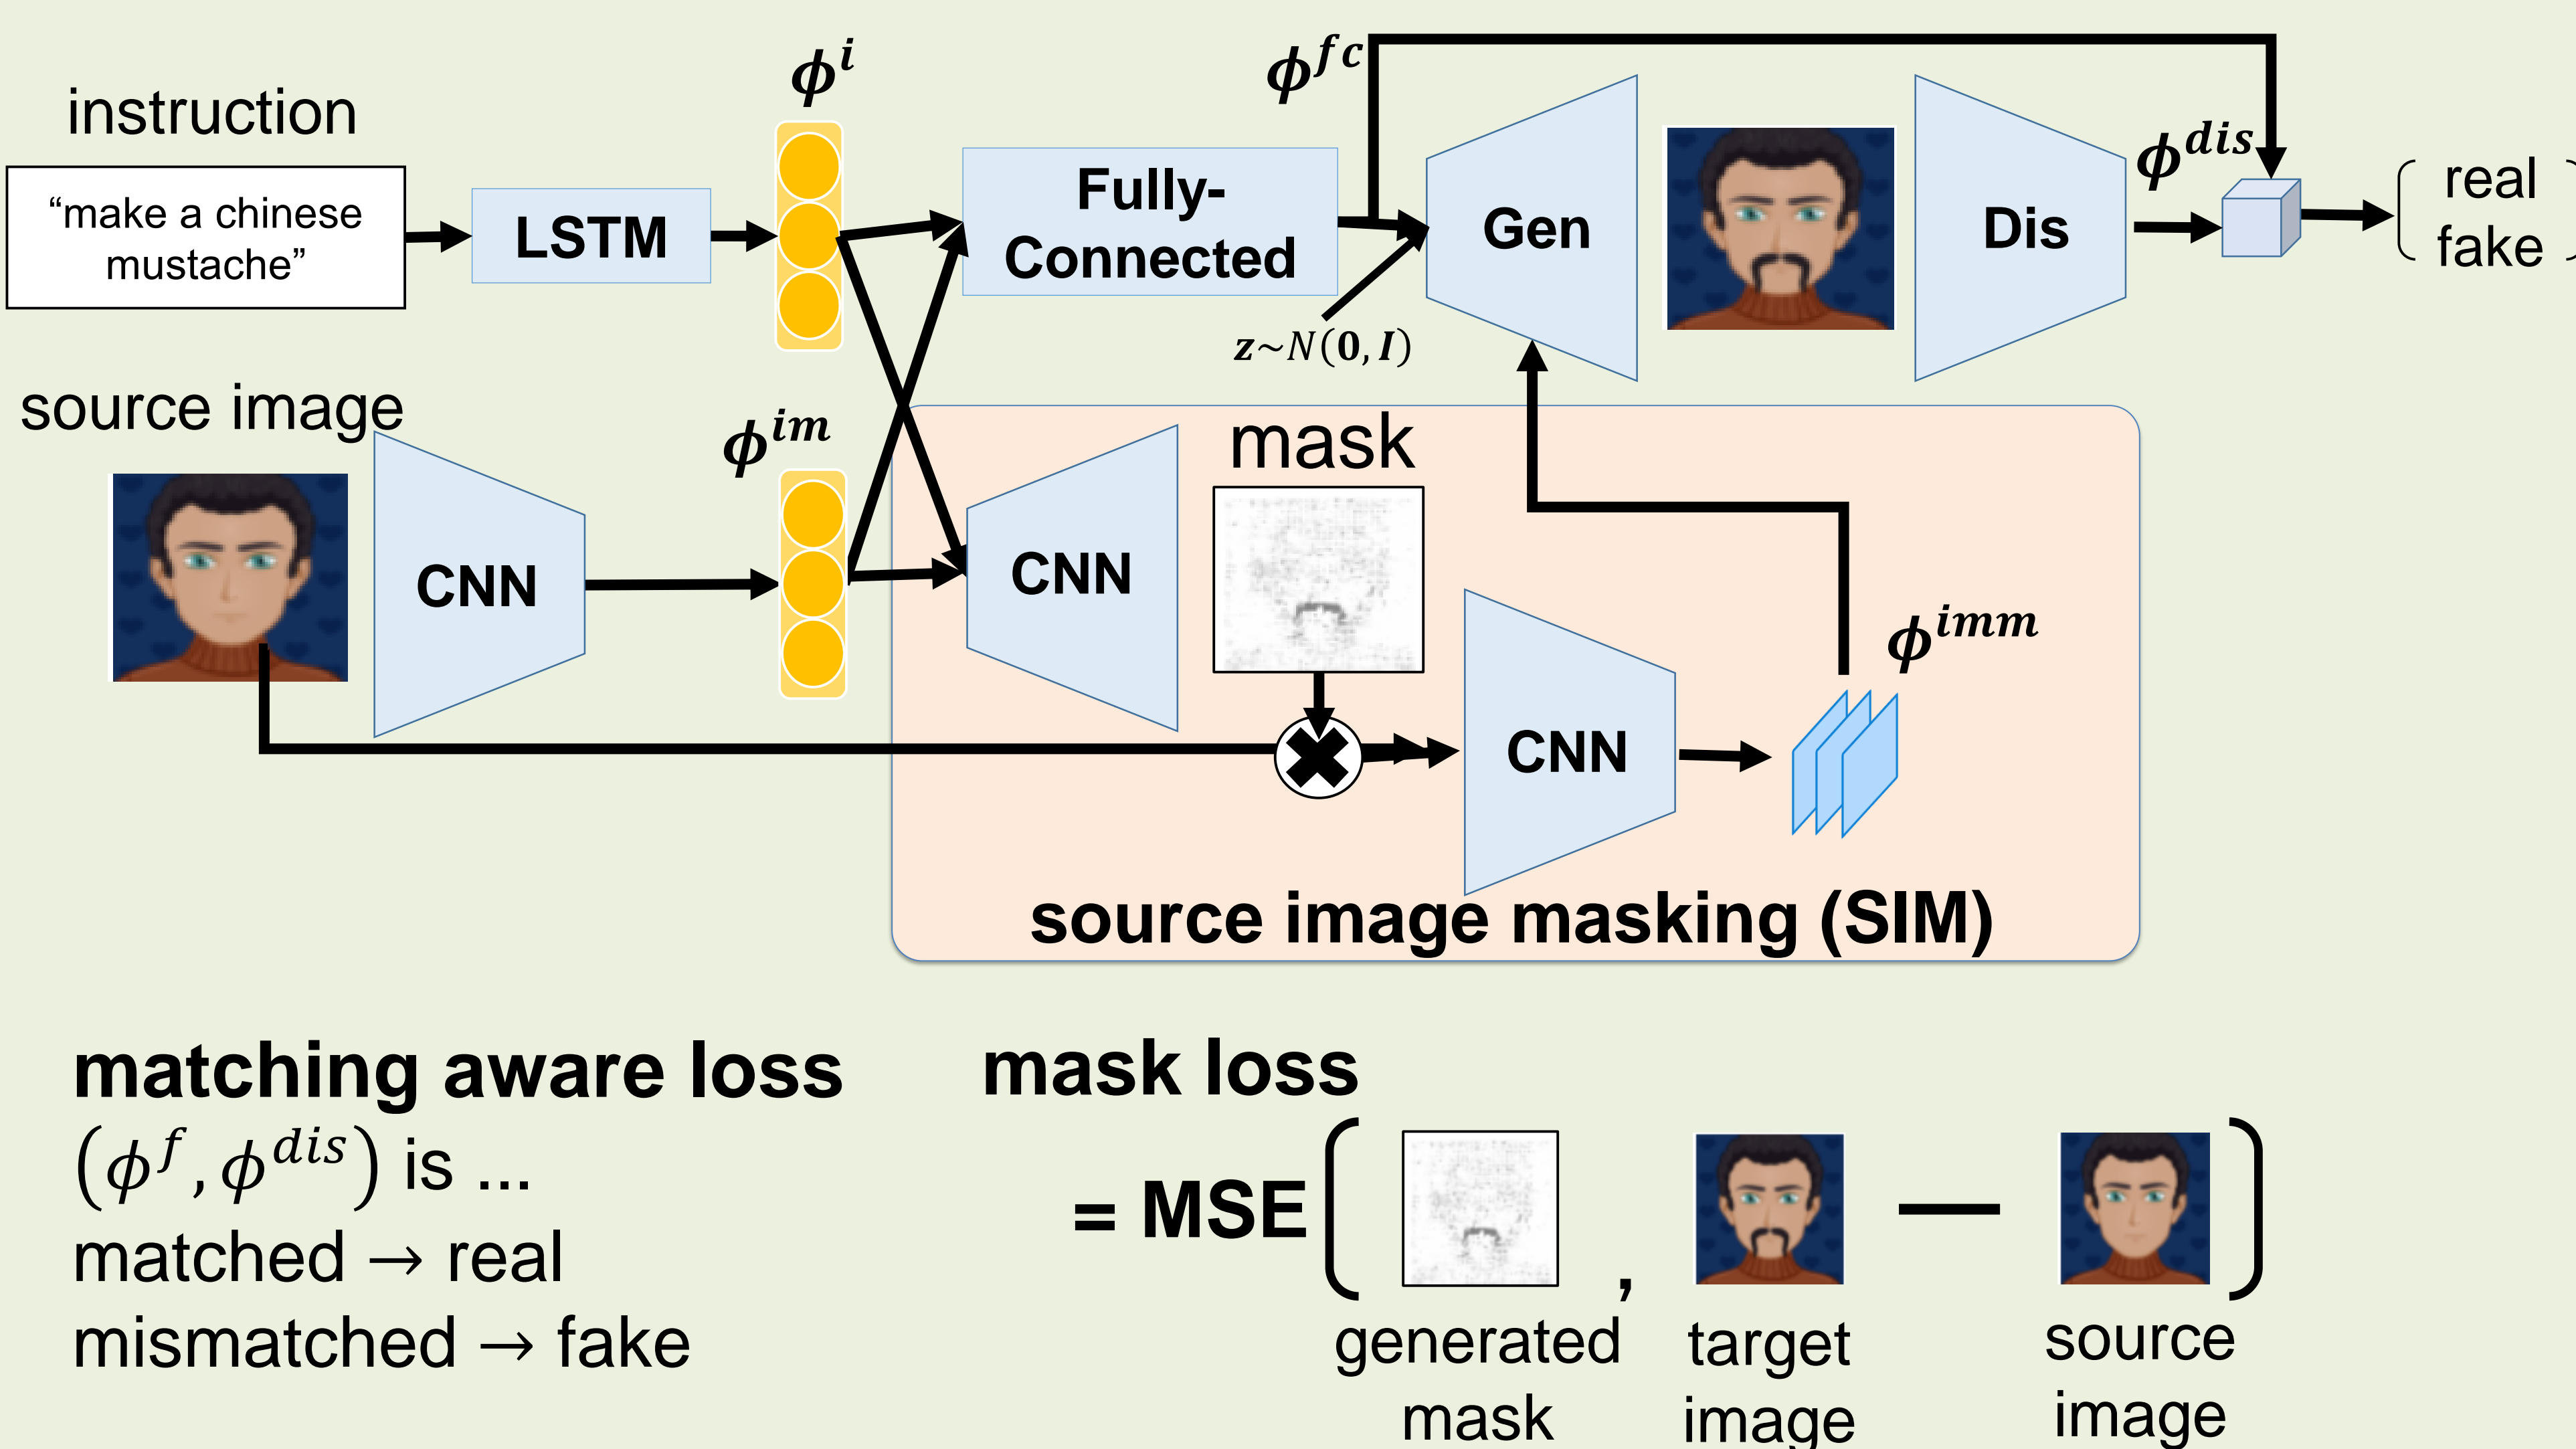 instruction
“make a chinese
mustache”
LSTM
ϕ^i
Fully-
Connected
ϕ^{fc}
z~N(0, I)
Gen
Dis
ϕ^{dis}
real
fake
source image
CNN
ϕ^{im}
CNN
mask
CNN
ϕ^{imm}
source image masking (SIM)
matching aware loss
(ϕ^f, ϕ^{dis}) is ...
matched → real
mismatched → fake
mask loss
= MSE( , — )
generated
mask
target
image
source
image